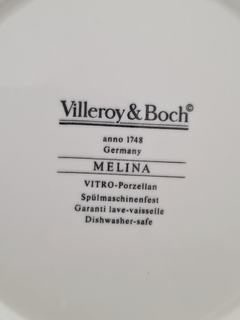 Villeroy & Boch©
anno 1748
Germany
MELINA
VITRO-Porzellan
Spülmaschinenfest
Garanti lave-vaisselle
Dishwasher-safe